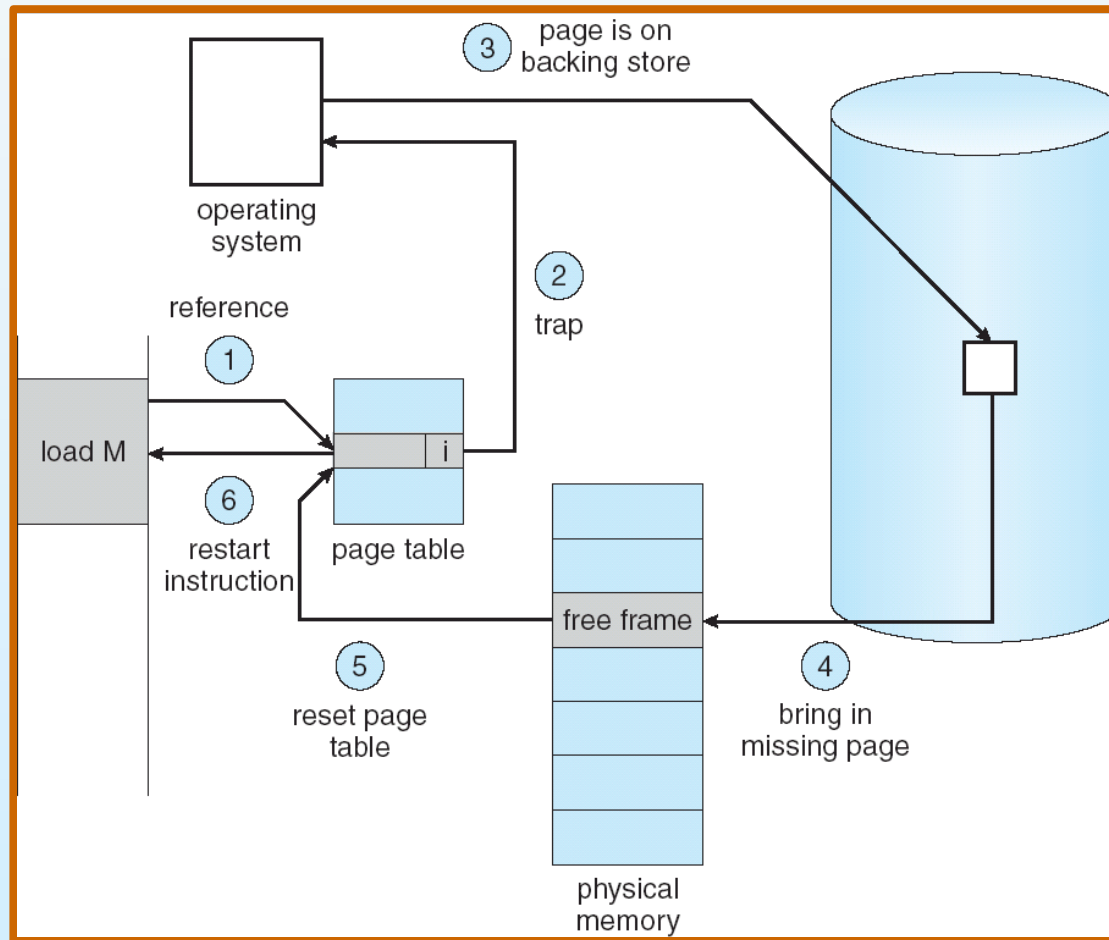 3
page is on
backing store
operating
system
2
trap
reference
1
load M
i
6
restart
instruction
page table
free frame
5
reset page
table
4
bring in
missing page
physical
memory